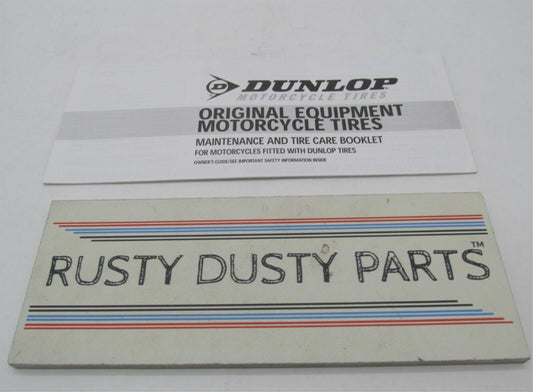 DUNLOP
MOTORCYCLE TIRES
ORIGINAL EQUIPMENT
MOTORCYCLE TIRES
MAINTENANCE AND TIRE CARE BOOKLET
FOR MOTORCYCLES FITTED WITH DUNLOP TIRES
OWNER'S GUIDE/SEE IMPORTANT SAFETY INFORMATION INSIDE
RUSTY DUSTY PARTS™